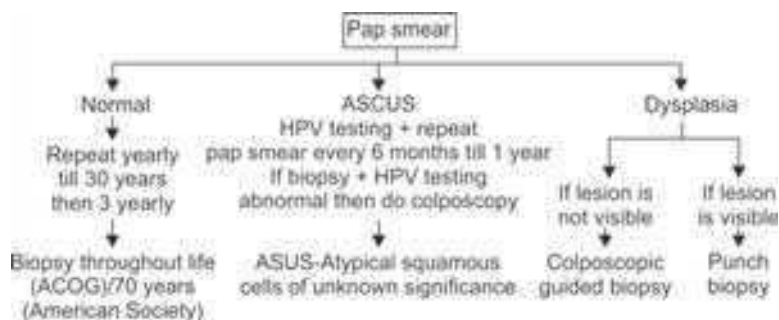 Pap smear
Normal
Repeat yearly
till 30 years
then 3 yearly
Biopsy throughout life
(ACOG)/70 years
(American Society)
ASCUS
HPV testing + repeat
pap smear every 6 months till 1 year
If biopsy + HPV testing
abnormal then do colposcopy
ASUS-Atypical squamous
cells of unknown significance
Dysplasia
If lesion is
not visible
Colposcopic
guided biopsy
If lesion
is visible
Punch
biopsy